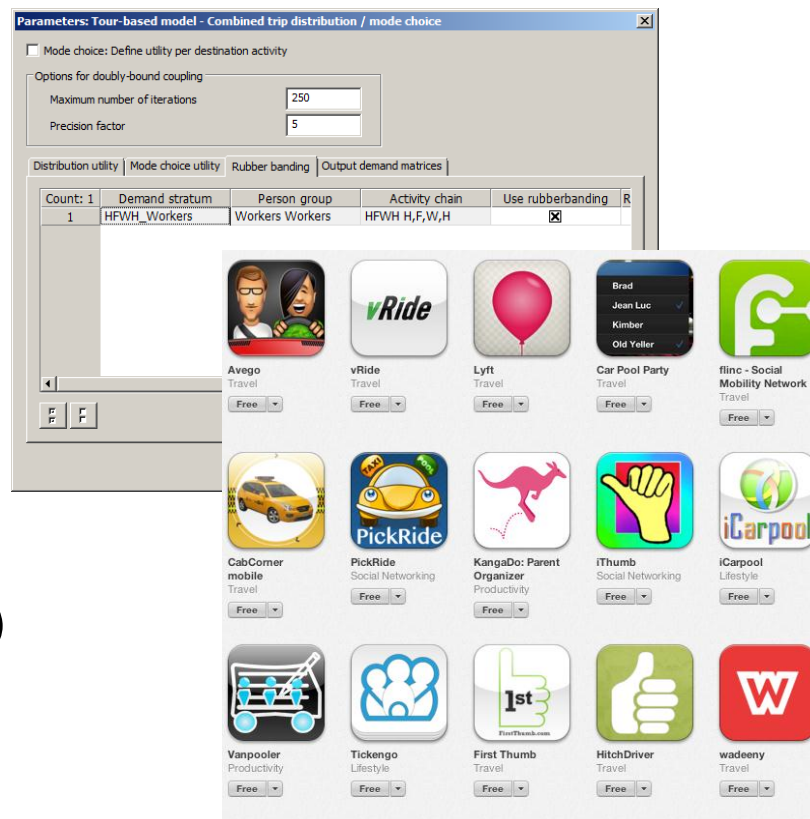 Parameters: Tour-based model - Combined trip distribution / mode choice
Mode choice: Define utility per destination activity
Options for doubly-bound coupling
Maximum number of iterations 250
Precision factor 5
Distribution utility Mode choice utility Rubber banding Output demand matrices
Count: 1 Demand stratum Person group Activity chain Use rubberbanding R
1 HFWH_Workers Workers Workers HFWH H,F,W,H
vRide
Brad
Jean Luc
Kimber
Old Yeller
Avego vRide Lyft Car Pool Party flinc - Social
Mobility Network
Travel Travel Travel Travel Travel
Free Free Free Free Free
TAXI POOL
PickRide
iCarpool
CabCorner
mobile PickRide KangaDo: Parent
Organizer iThumb iCarpool
Travel Social Networking Productivity Social Networking Lifestyle
Free Free Free Free Free
)
1st
FirstThumb.com
W
Vanpooler Tickengo First Thumb HitchDriver wadeeny
Productivity Lifestyle Travel Travel Travel
Free Free Free Free Free